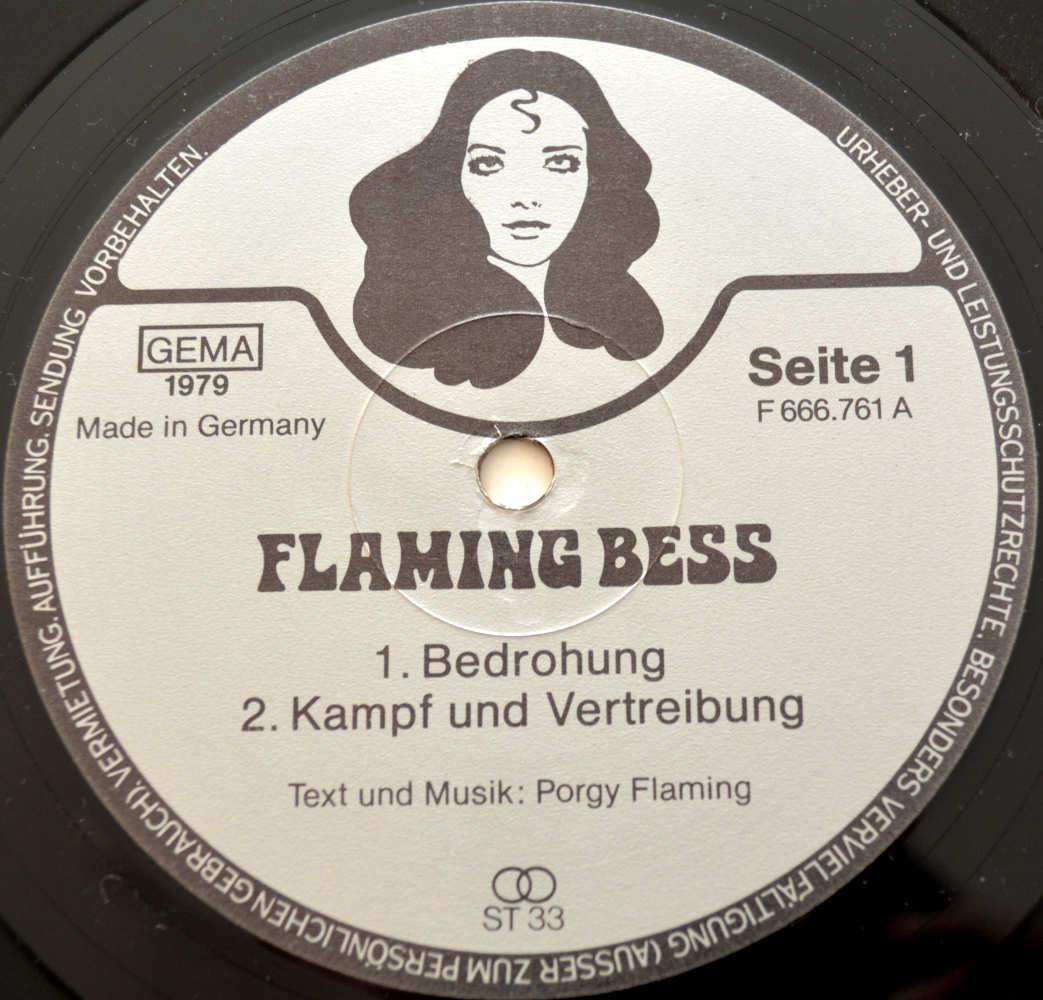 URHEBER- UND LEISTUNGSSCHUTZRECHTE. BESONDERS VERVIELFÄLTIGUNG (AUSSER ZUM PERSÖNLICHEN GEBRAUCH). VERMIETUNG. AUFFÜHRUNG. SENDUNG VORBEHALTEN.
GEMA
1979
Made in Germany
Seite 1
F 666.761 A
FLAMING BESS
1. Bedrohung
2. Kampf und Vertreibung
Text und Musik: Porgy Flaming
ST 33